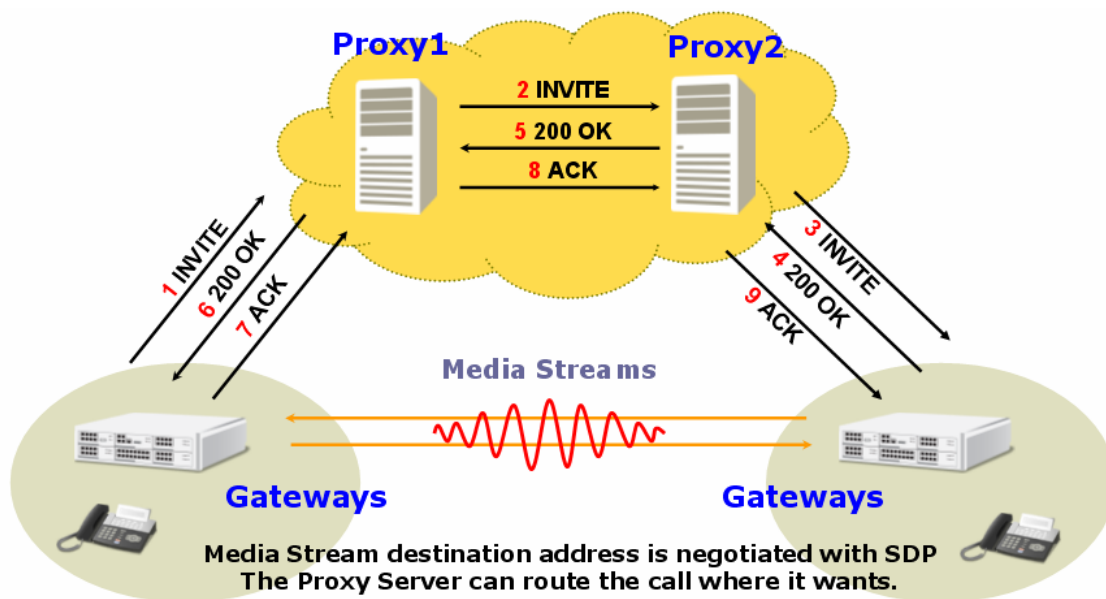 Proxy1
Proxy2
2 INVITE
5 200 OK
8 ACK
1 INVITE
6 200 OK
7 ACK
3 INVITE
4 200 OK
9 ACK
Media Streams
Gateways
Gateways
Media Stream destination address is negotiated with SDP
The Proxy Server can route the call where it wants.